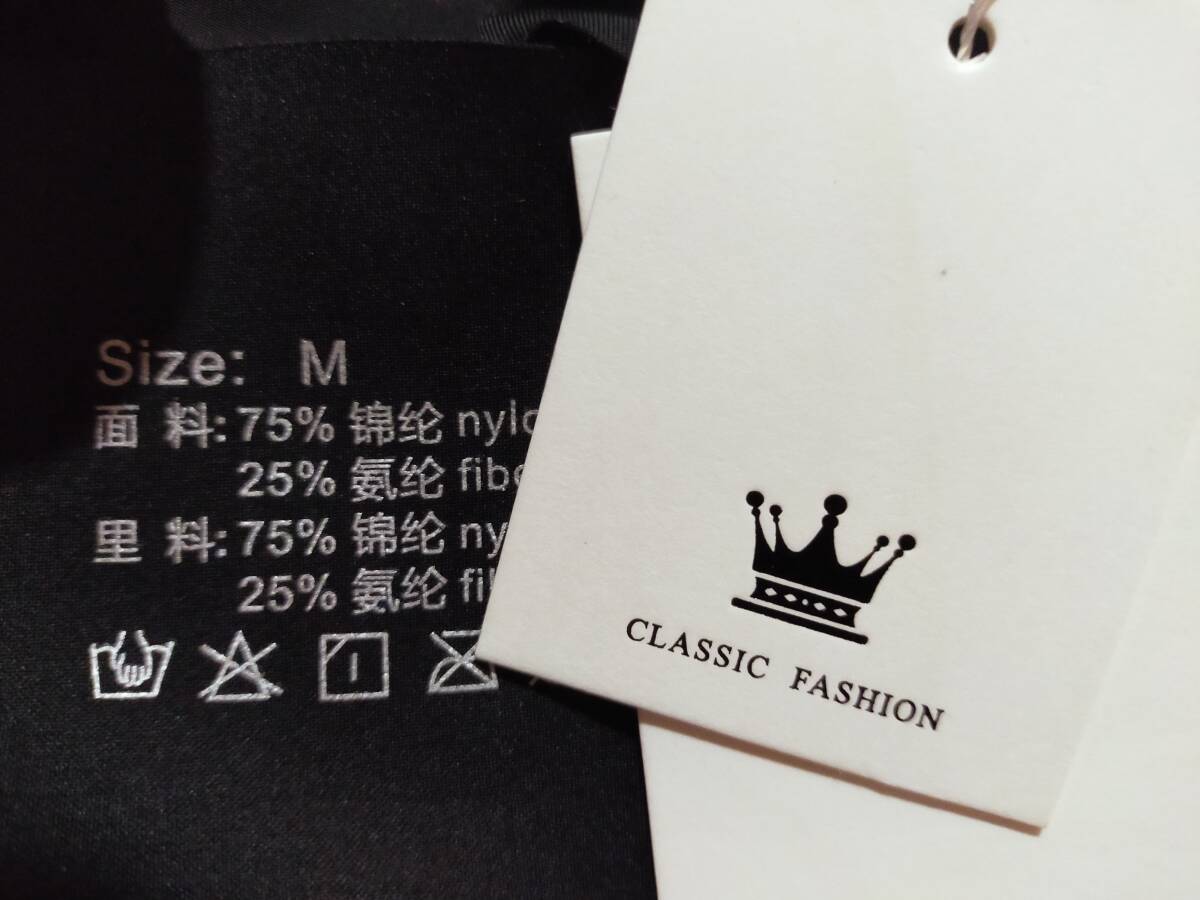 Size: M
面 料: 75% 锦纶 nylo
25% 氨纶 fibe
里 料: 75% 锦纶 ny
25% 氨纶 fi
CLASSIC FASHION